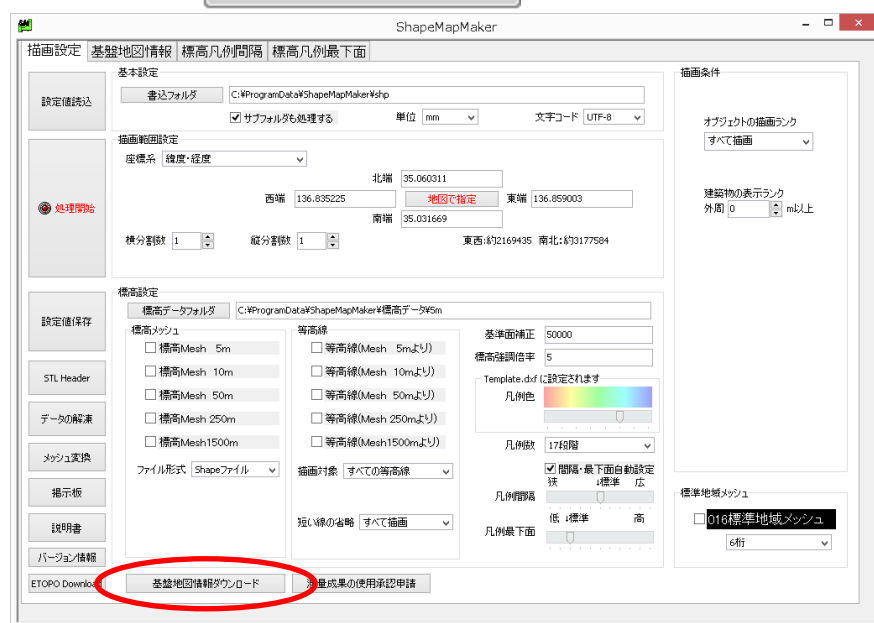 ShapeMapMaker
描画設定 基盤地図情報 標高凡例間隔 標高凡例最下面
設定値読込
処理開始
設定値保存
STL Header
データの解凍
メッシュ変換
掲示板
説明書
バージョン情報
ETOPO Download
基本設定
書込フォルダ C:¥ProgramData¥ShapeMapMaker¥shp
サブフォルダも処理する 単位 mm 文字コード UTF-8
描画範囲設定
座標系 緯度・経度
北端 35.060311
西端 136.835225 地図で指定 東端 136.859003
南端 35.031669
横分割数 1 縦分割数 1 東西:約2169435 南北:約3177584
標高設定
標高データフォルダ C:¥ProgramData¥ShapeMapMaker¥標高データ¥5m
標高メッシュ
標高Mesh 5m
標高Mesh 10m
標高Mesh 50m
標高Mesh 250m
標高Mesh1500m
ファイル形式 Shapeファイル
等高線
等高線(Mesh 5mより)
等高線(Mesh 10mより)
等高線(Mesh 50mより)
等高線(Mesh 250mより)
等高線(Mesh1500mより)
描画対象 すべての等高線
短い線の省略 すべて描画
基準面補正 50000
標高強調倍率 5
Template.dxf に設定されます
凡例色
凡例数 17段階
間隔・最下面自動設定
狭 ↓標準 広
凡例間隔
低 ↓標準 高
凡例最下面
基盤地図情報ダウンロード 測量成果の使用承認申請
描画条件
オブジェクトの描画ランク
すべて描画
建築物の表示ランク
外周 0 m以上
標準地域メッシュ
016標準地域メッシュ
6桁